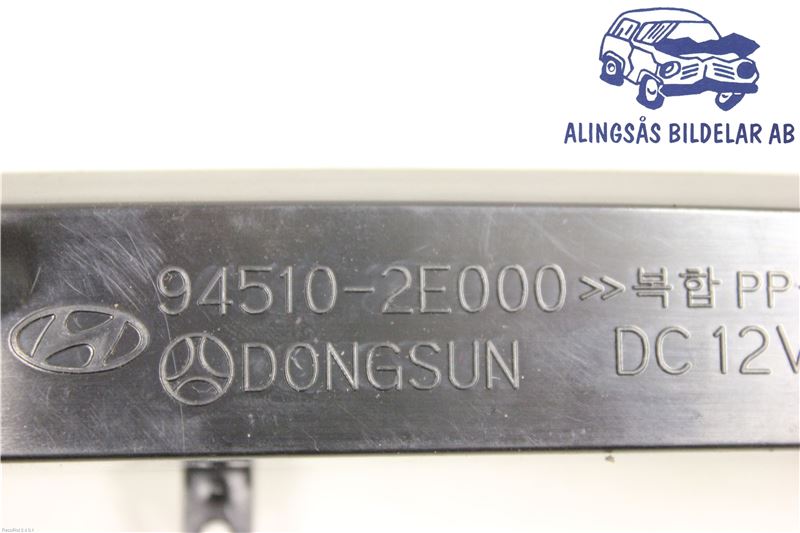 ALINGSÅS BILDELAR AB
94510-2E000 >> 복합 PP-
DONGSUN DC 12V